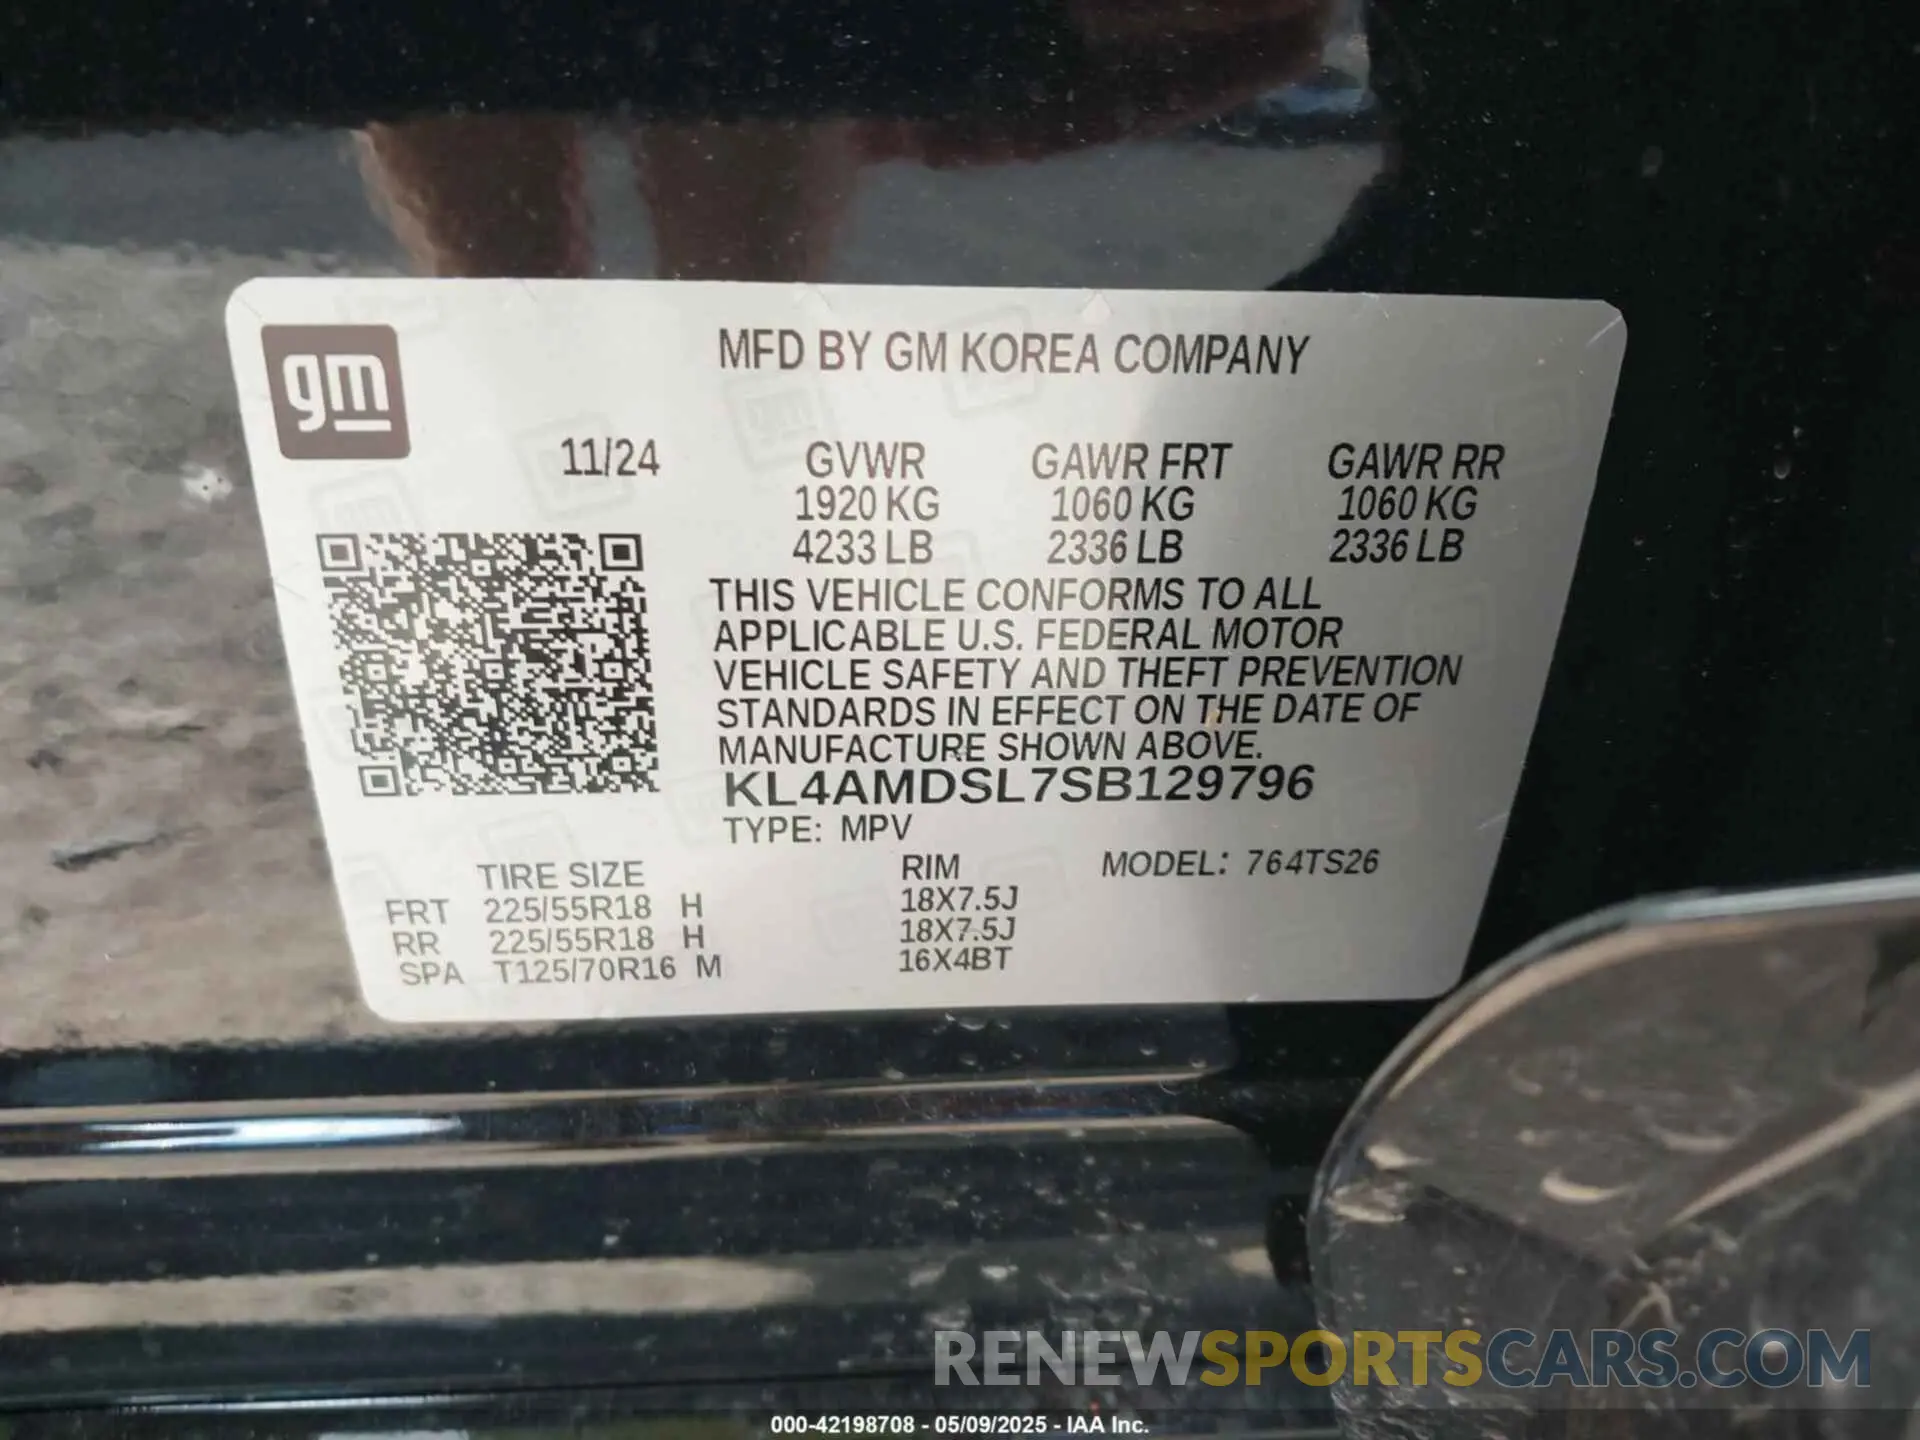 gm
MFD BY GM KOREA COMPANY
11/24 GVWR GAWR FRT GAWR RR
1920 KG 1060 KG 1060 KG
4233 LB 2336 LB 2336 LB
THIS VEHICLE CONFORMS TO ALL
APPLICABLE U.S. FEDERAL MOTOR
VEHICLE SAFETY AND THEFT PREVENTION
STANDARDS IN EFFECT ON THE DATE OF
MANUFACTURE SHOWN ABOVE.
KL4AMDSL7SB129796
TYPE: MPV
TIRE SIZE RIM MODEL: 764TS26
FRT 225/55R18 H 18X7.5J
RR 225/55R18 H 18X7.5J
SPA T125/70R16 M 16X4BT
RENEWSPORTSCARS.COM
000-42198708 - 05/09/2025 - IAA Inc.